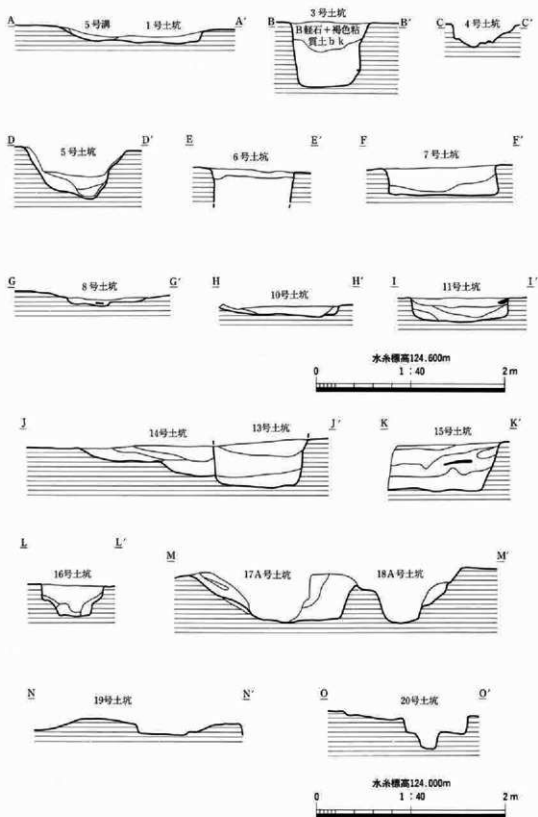 A 5号溝 1号土坑 A′
B 3号土坑 B′
B軽石+褐色粘
質土bk
C 4号土坑 C′
D 5号土坑 D′
E 6号土坑 E′
F 7号土坑 F′
G 8号土坑 G′
H 10号土坑 H′
I 11号土坑 I′
水糸標高124.600m
0 1:40 2m
J 14号土坑 13号土坑 J′
K 15号土坑 K′
L 16号土坑 L′
M 17A号土坑 18A号土坑 M′
N 19号土坑 N′
O 20号土坑 O′
水糸標高124.000m
0 1:40 2m